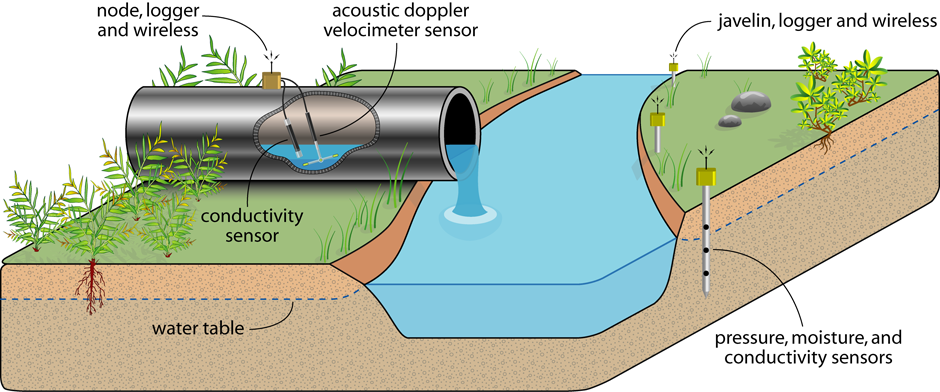 node, logger
and wireless
acoustic doppler
velocimeter sensor
javelin, logger and wireless
conductivity
sensor
water table
pressure, moisture, and
conductivity sensors